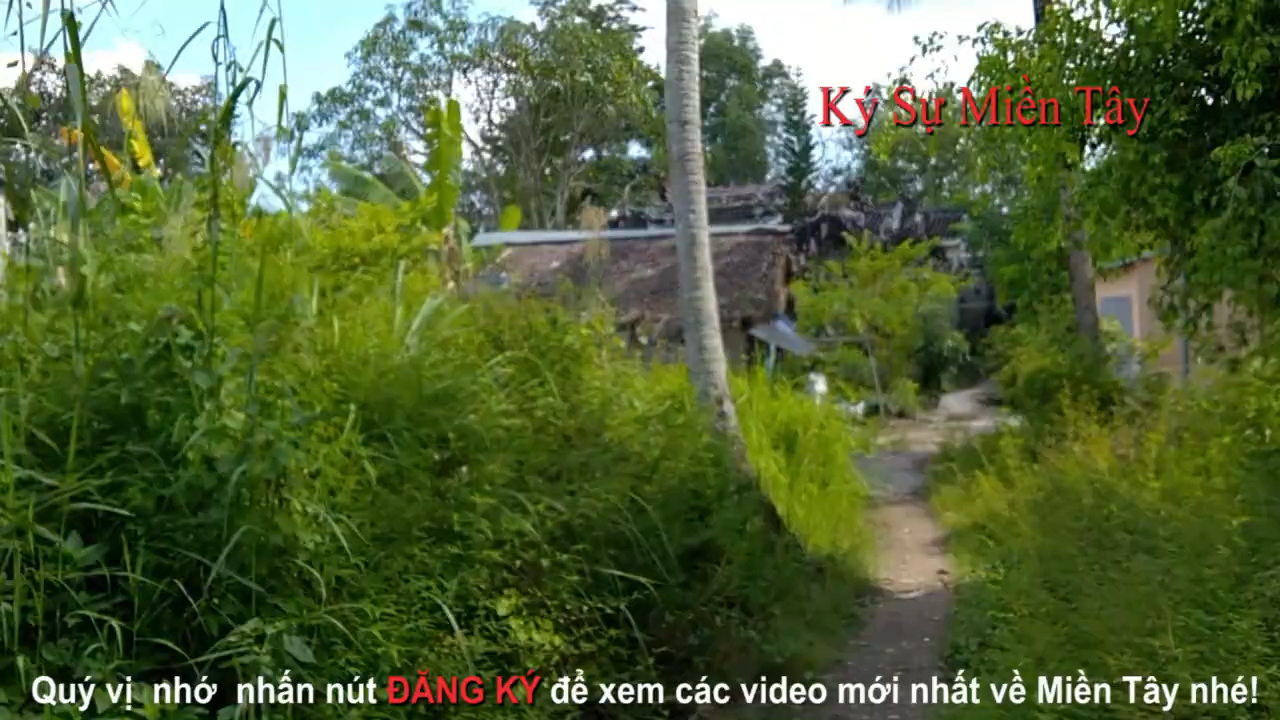 Ký Sự Miền Tây
Quý vị nhớ nhấn nút ĐĂNG KÝ để xem các video mới nhất về Miền Tây nhé!